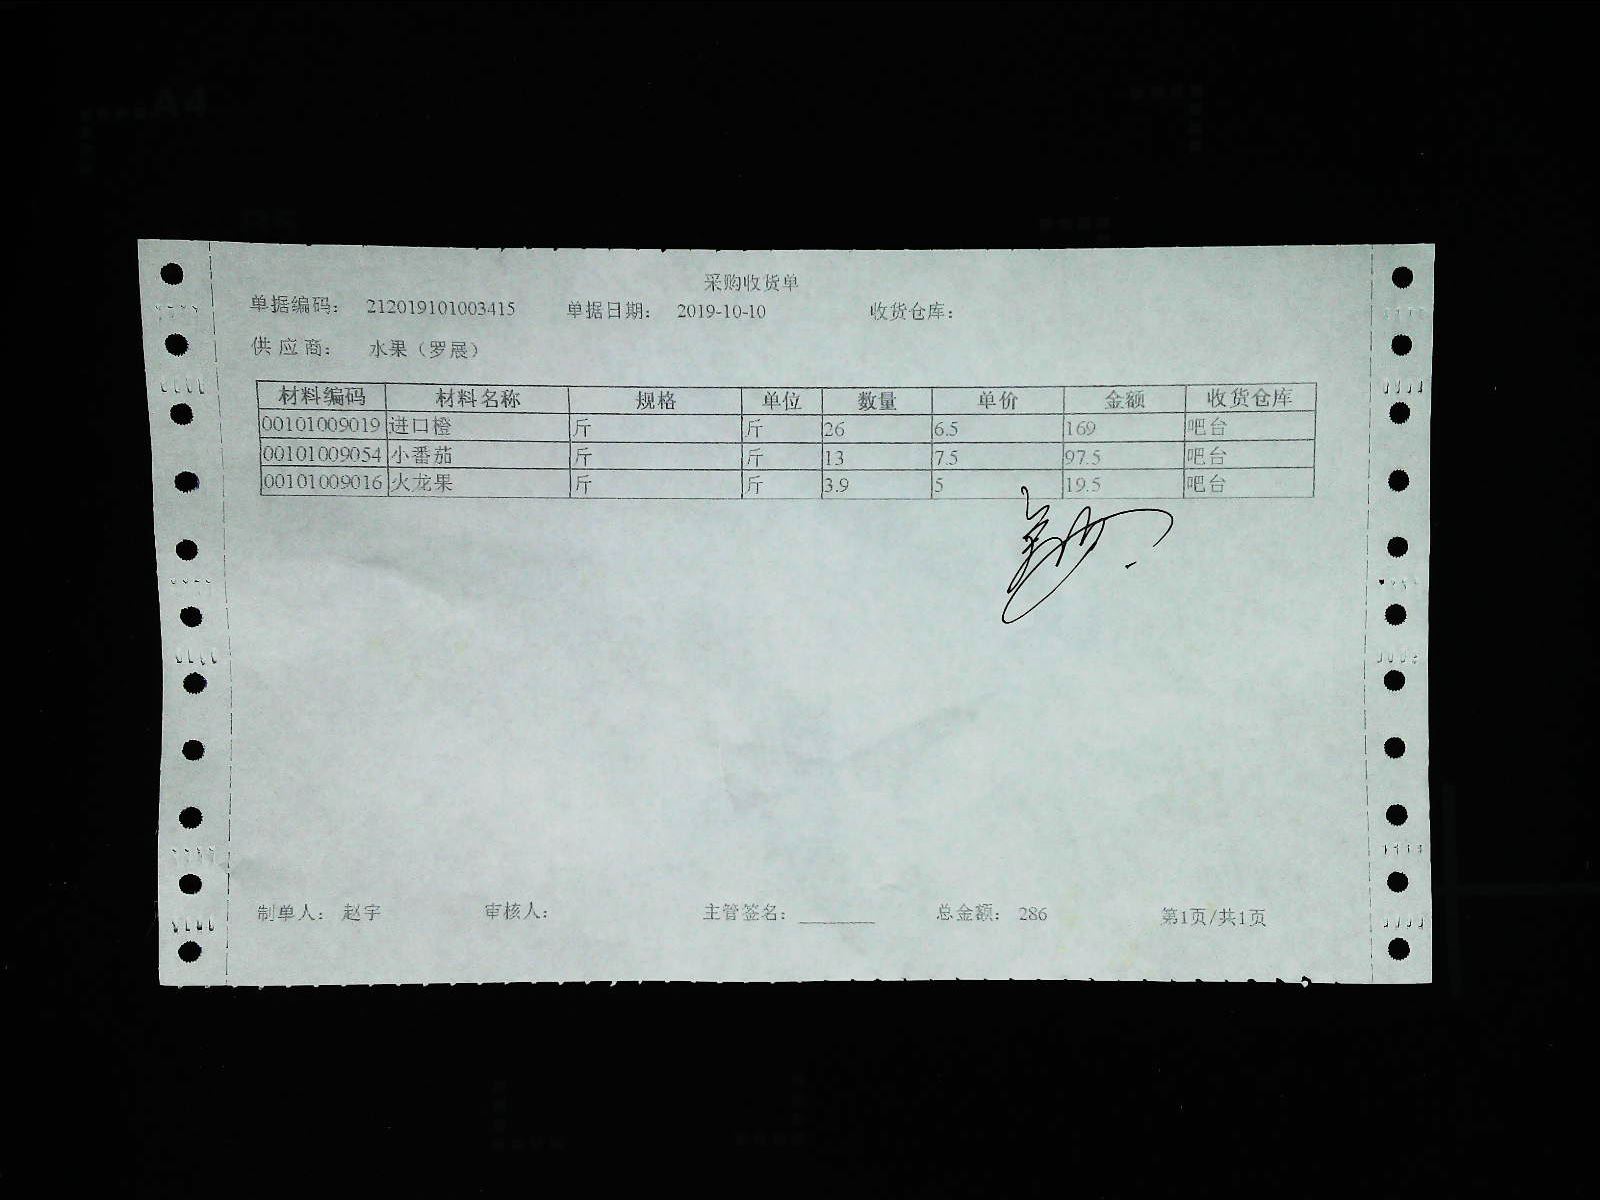 采购收货单
单据编码： 212019101003415 单据日期： 2019-10-10 收货仓库：
供 应 商： 水果（罗展）
材料编码 材料名称 规格 单位 数量 单价 金额 收货仓库
00101009019 进口橙 斤 斤 26 6.5 169 吧台
00101009054 小番茄 斤 斤 13 7.5 97.5 吧台
00101009016 火龙果 斤 斤 3.9 5 19.5 吧台
制单人： 赵宇 审核人： 主管签名： 总金额： 286 第1页/共1页